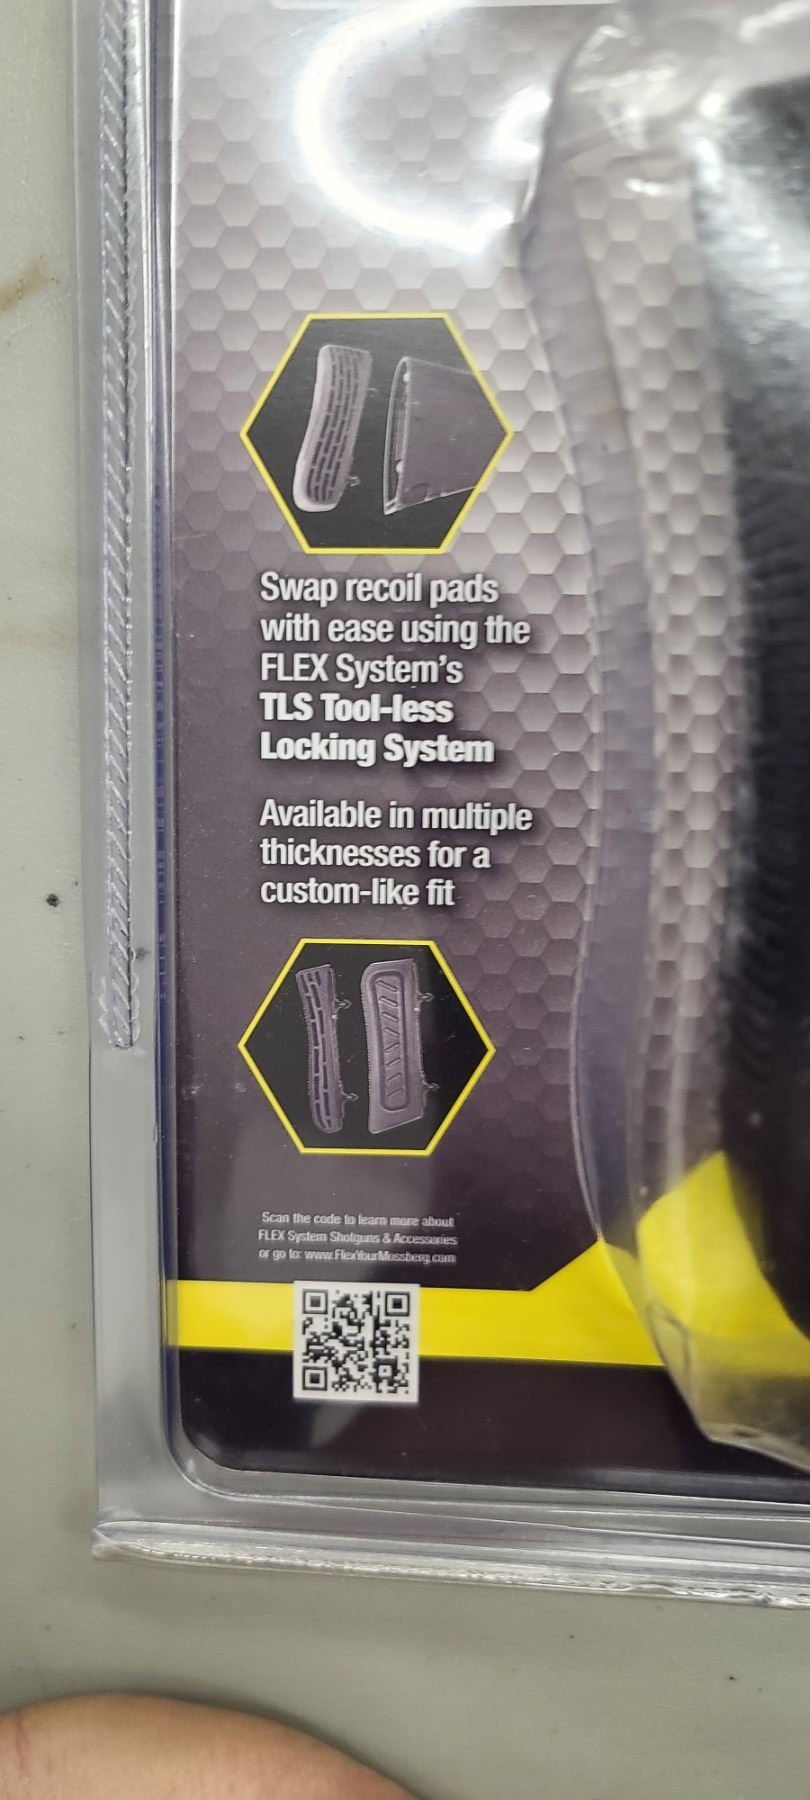 Swap recoil pads
with ease using the
FLEX System's
TLS Tool-less
Locking System
Available in multiple
thicknesses for a
custom-like fit
Scan the code to learn more about
FLEX System Shotguns & Accessories
or go to: www.FlexYourMossberg.com